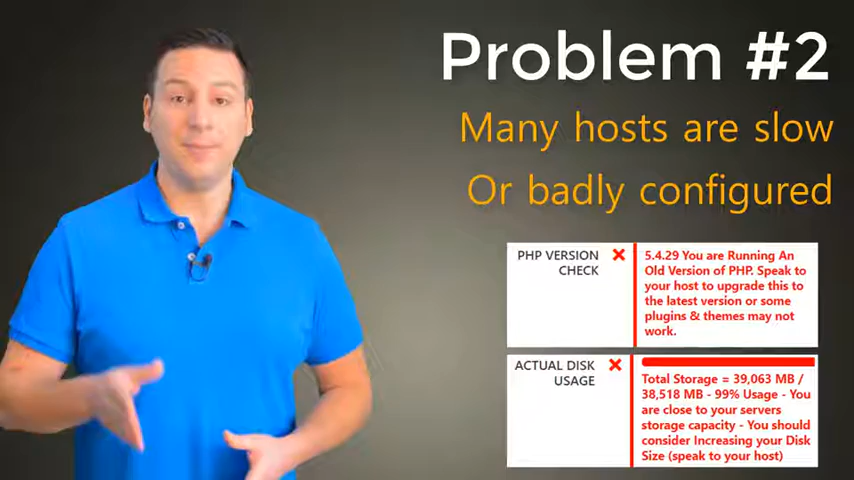 Problem #2
Many hosts are slow
Or badly configured
PHP VERSION
CHECK
5.4.29 You are Running An
Old Version of PHP. Speak to
your host to upgrade this to
the latest version or some
plugins & themes may not
work.
ACTUAL DISK
USAGE
Total Storage = 39,063 MB /
38,518 MB - 99% Usage - You
are close to your servers
storage capacity - You should
consider Increasing your Disk
Size (speak to your host)